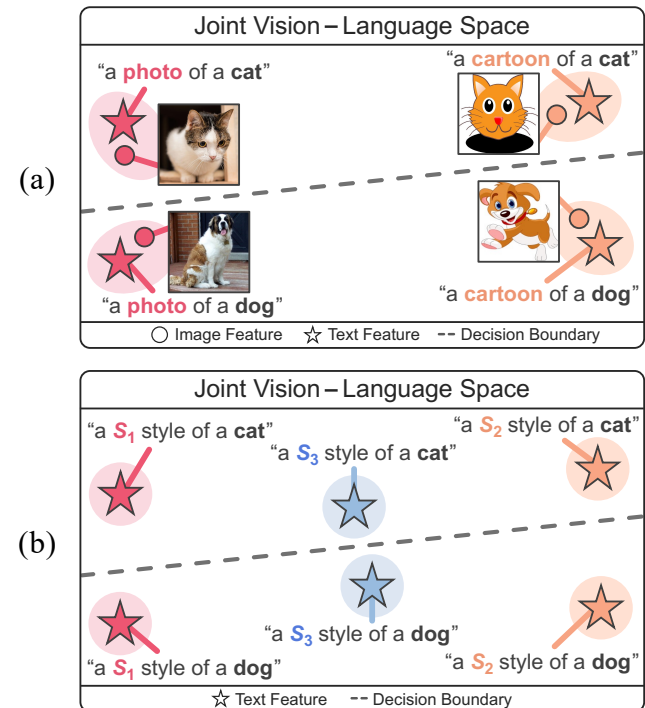 (a)
Joint Vision – Language Space
“a photo of a cat”
“a cartoon of a cat”
“a photo of a dog”
“a cartoon of a dog”
Image Feature Text Feature Decision Boundary
(b)
Joint Vision – Language Space
“a S1 style of a cat”
“a S3 style of a cat”
“a S2 style of a cat”
“a S3 style of a dog”
“a S1 style of a dog”
“a S2 style of a dog”
Text Feature Decision Boundary